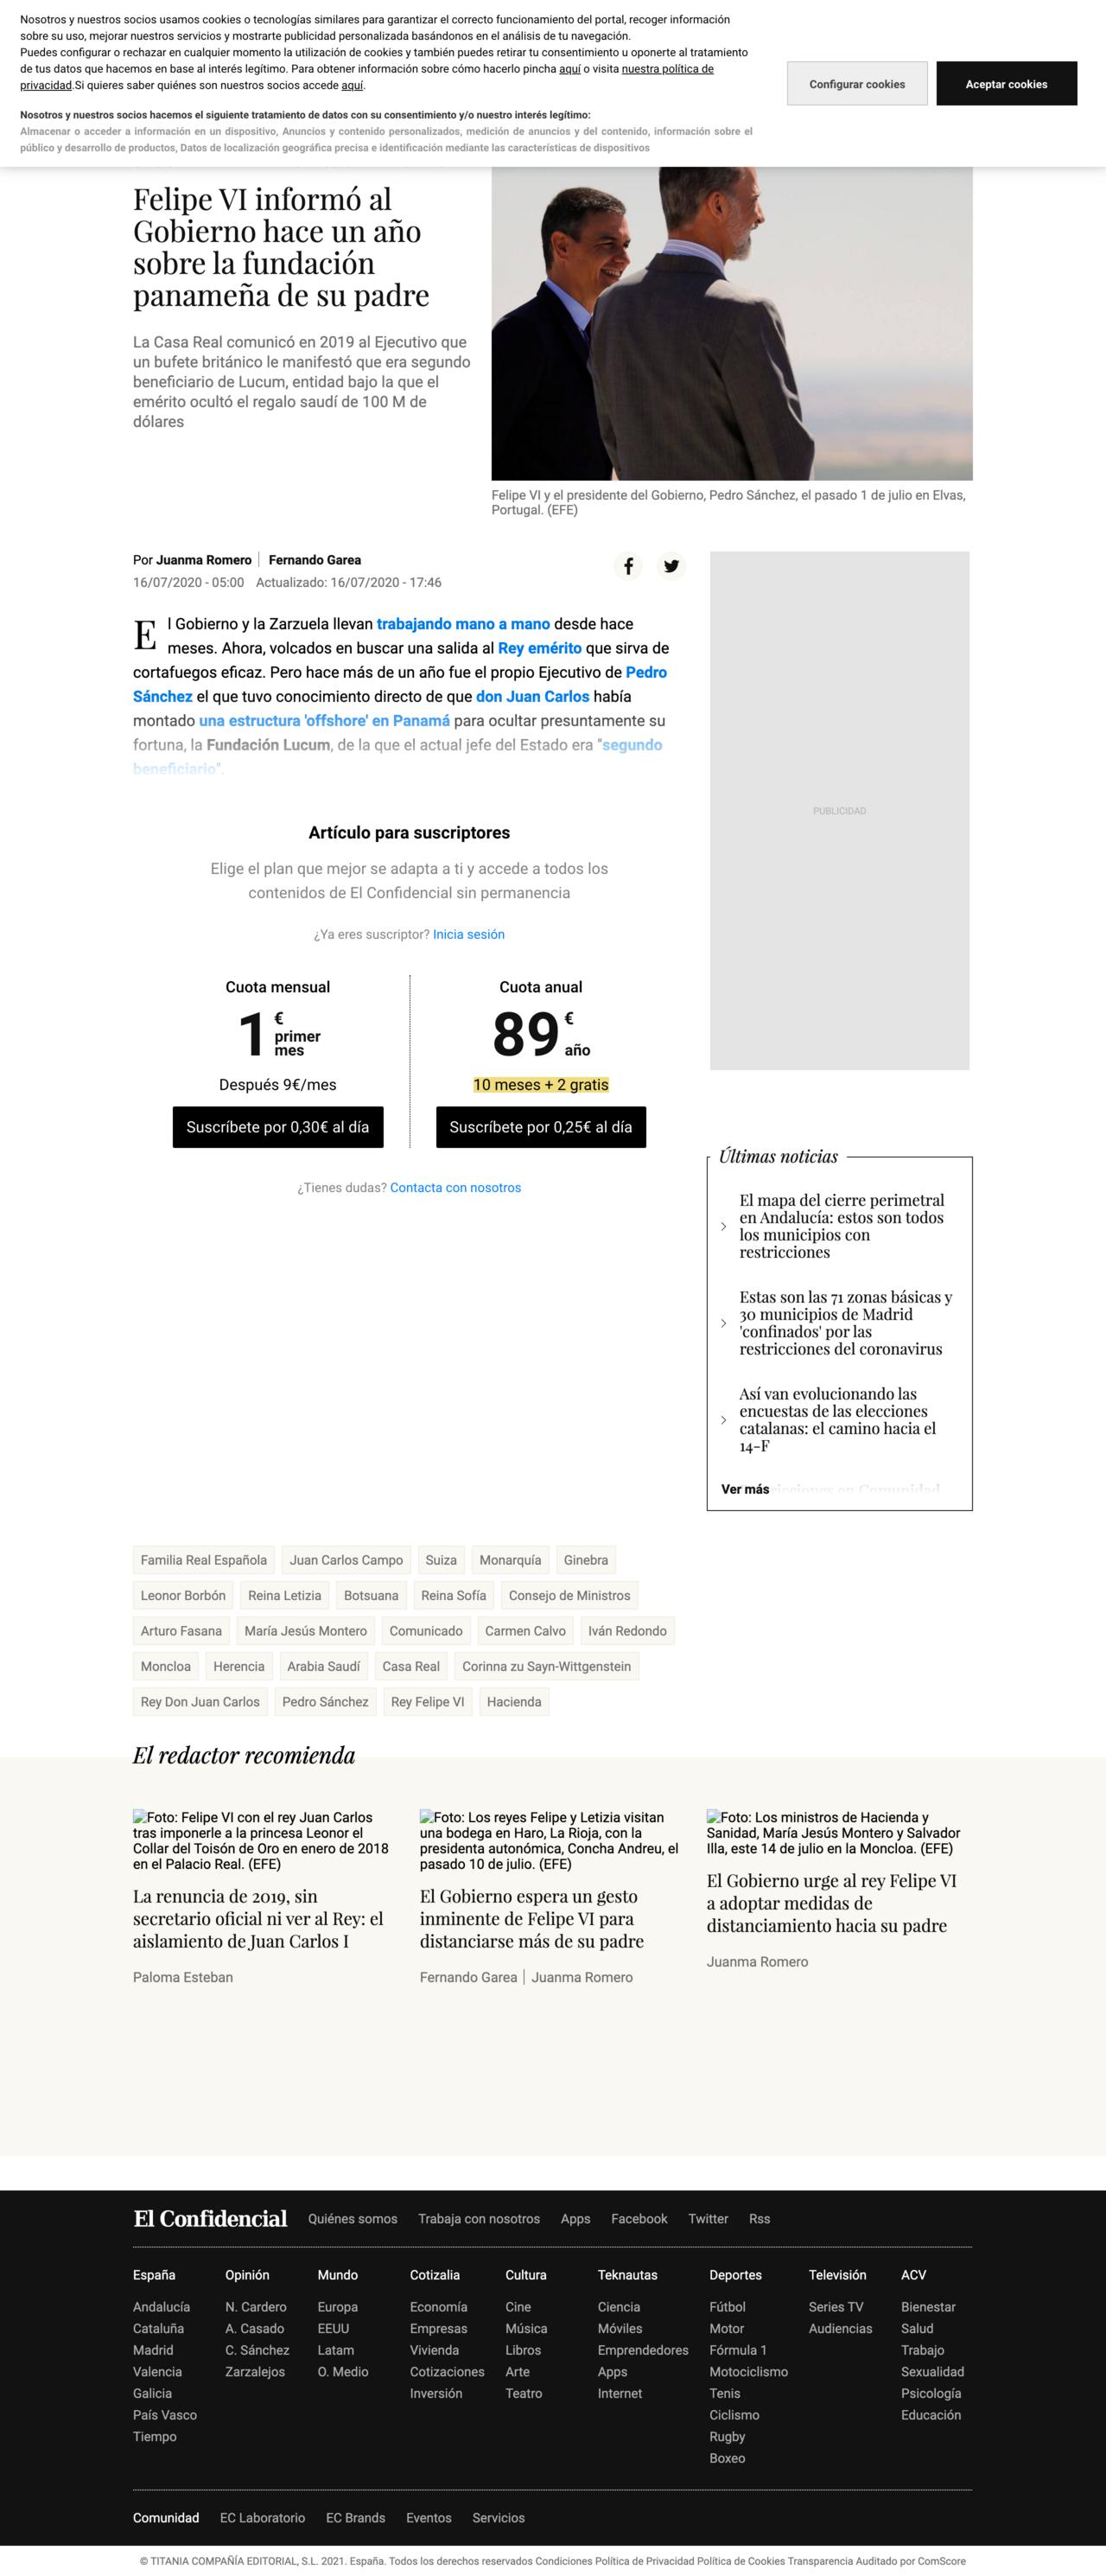 Nosotros y nuestros socios usamos cookies o tecnologías similares para garantizar el correcto funcionamiento del portal, recoger información
sobre su uso, mejorar nuestros servicios y mostrarte publicidad personalizada basándonos en el análisis de tu navegación.
Puedes configurar o rechazar en cualquier momento la utilización de cookies y también puedes retirar tu consentimiento u oponerte al tratamiento
de tus datos que hacemos en base al interés legítimo. Para obtener información sobre cómo hacerlo pincha aquí o visita nuestra política de
privacidad.Si quieres saber quiénes son nuestros socios accede aquí.
Configurar cookies
Aceptar cookies
Nosotros y nuestros socios hacemos el siguiente tratamiento de datos con su consentimiento y/o nuestro interés legítimo:
Almacenar o acceder a información en un dispositivo, Anuncios y contenido personalizados, medición de anuncios y del contenido, información sobre el
público y desarrollo de productos, Datos de localización geográfica precisa e identificación mediante las características de dispositivos
Felipe VI informó al
Gobierno hace un año
sobre la fundación
panameña de su padre
La Casa Real comunicó en 2019 al Ejecutivo que
un bufete británico le manifestó que era segundo
beneficiario de Lucum, entidad bajo la que el
emérito ocultó el regalo saudí de 100 M de
dólares
Felipe VI y el presidente del Gobierno, Pedro Sánchez, el pasado 1 de julio en Elvas,
Portugal. (EFE)
Por Juanma Romero | Fernando Garea
16/07/2020 - 05:00 Actualizado: 16/07/2020 - 17:46
El Gobierno y la Zarzuela llevan trabajando mano a mano desde hace
meses. Ahora, volcados en buscar una salida al Rey emérito que sirva de
cortafuegos eficaz. Pero hace más de un año fue el propio Ejecutivo de Pedro
Sánchez el que tuvo conocimiento directo de que don Juan Carlos había
montado una estructura 'offshore' en Panamá para ocultar presuntamente su
fortuna, la Fundación Lucum, de la que el actual jefe del Estado era "segundo
beneficiario".
PUBLICIDAD
Artículo para suscriptores
Elige el plan que mejor se adapta a ti y accede a todos los
contenidos de El Confidencial sin permanencia
¿Ya eres suscriptor? Inicia sesión
Cuota mensual
1 € primer mes
Después 9€/mes
Suscríbete por 0,30€ al día
Cuota anual
89 € año
10 meses + 2 gratis
Suscríbete por 0,25€ al día
¿Tienes dudas? Contacta con nosotros
Últimas noticias
El mapa del cierre perimetral
en Andalucía: estos son todos
los municipios con
restricciones
Estas son las 71 zonas básicas y
30 municipios de Madrid
'confinados' por las
restricciones del coronavirus
Así van evolucionando las
encuestas de las elecciones
catalanas: el camino hacia el
14-F
Ver más
Familia Real Española Juan Carlos Campo Suiza Monarquía Ginebra
Leonor Borbón Reina Letizia Botsuana Reina Sofía Consejo de Ministros
Arturo Fasana María Jesús Montero Comunicado Carmen Calvo Iván Redondo
Moncloa Herencia Arabia Saudí Casa Real Corinna zu Sayn-Wittgenstein
Rey Don Juan Carlos Pedro Sánchez Rey Felipe VI Hacienda
El redactor recomienda
Foto: Felipe VI con el rey Juan Carlos
tras imponerle a la princesa Leonor el
Collar del Toisón de Oro en enero de 2018
en el Palacio Real. (EFE)
La renuncia de 2019, sin
secretario oficial ni ver al Rey: el
aislamiento de Juan Carlos I
Paloma Esteban
Foto: Los reyes Felipe y Letizia visitan
una bodega en Haro, La Rioja, con la
presidenta autonómica, Concha Andreu, el
pasado 10 de julio. (EFE)
El Gobierno espera un gesto
inminente de Felipe VI para
distanciarse más de su padre
Fernando Garea | Juanma Romero
Foto: Los ministros de Hacienda y
Sanidad, María Jesús Montero y Salvador
Illa, este 14 de julio en la Moncloa. (EFE)
El Gobierno urge al rey Felipe VI
a adoptar medidas de
distanciamiento hacia su padre
Juanma Romero
El Confidencial Quiénes somos Trabaja con nosotros Apps Facebook Twitter Rss
España
Andalucía
Cataluña
Madrid
Valencia
Galicia
País Vasco
Tiempo
Opinión
N. Cardero
A. Casado
C. Sánchez
Zarzalejos
Mundo
Europa
EEUU
Latam
O. Medio
Cotizalia
Economía
Empresas
Vivienda
Cotizaciones
Inversión
Cultura
Cine
Música
Libros
Arte
Teatro
Teknautas
Ciencia
Móviles
Emprendedores
Apps
Internet
Deportes
Fútbol
Motor
Fórmula 1
Motociclismo
Tenis
Ciclismo
Rugby
Boxeo
Televisión
Series TV
Audiencias
ACV
Bienestar
Salud
Trabajo
Sexualidad
Psicología
Educación
Comunidad EC Laboratorio EC Brands Eventos Servicios
© TITANIA COMPAÑÍA EDITORIAL, S.L. 2021. España. Todos los derechos reservados Condiciones Política de Privacidad Política de Cookies Transparencia Auditado por ComScore